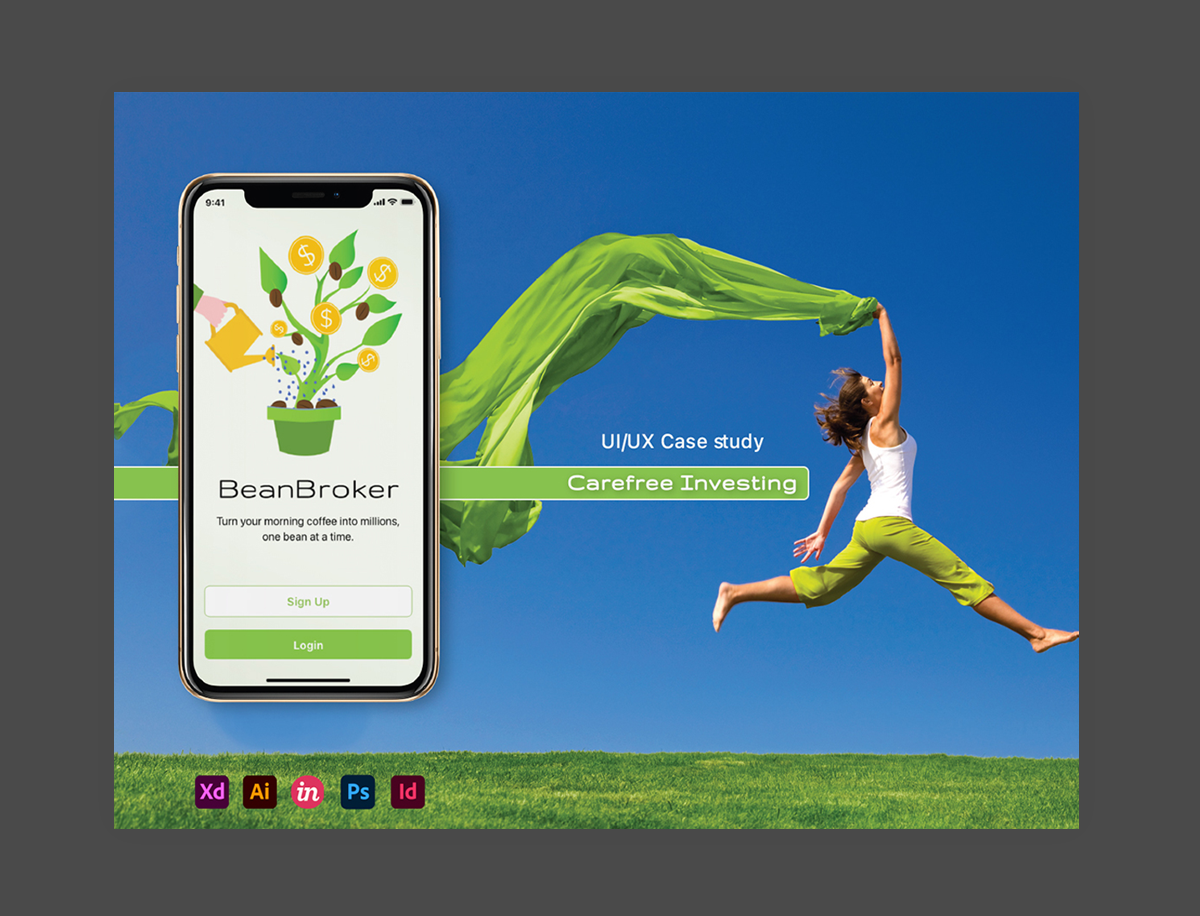 9:41
BeanBroker
Turn your morning coffee into millions,
one bean at a time.
Sign Up
Login
UI/UX Case study
Carefree Investing
Xd Ai in Ps Id